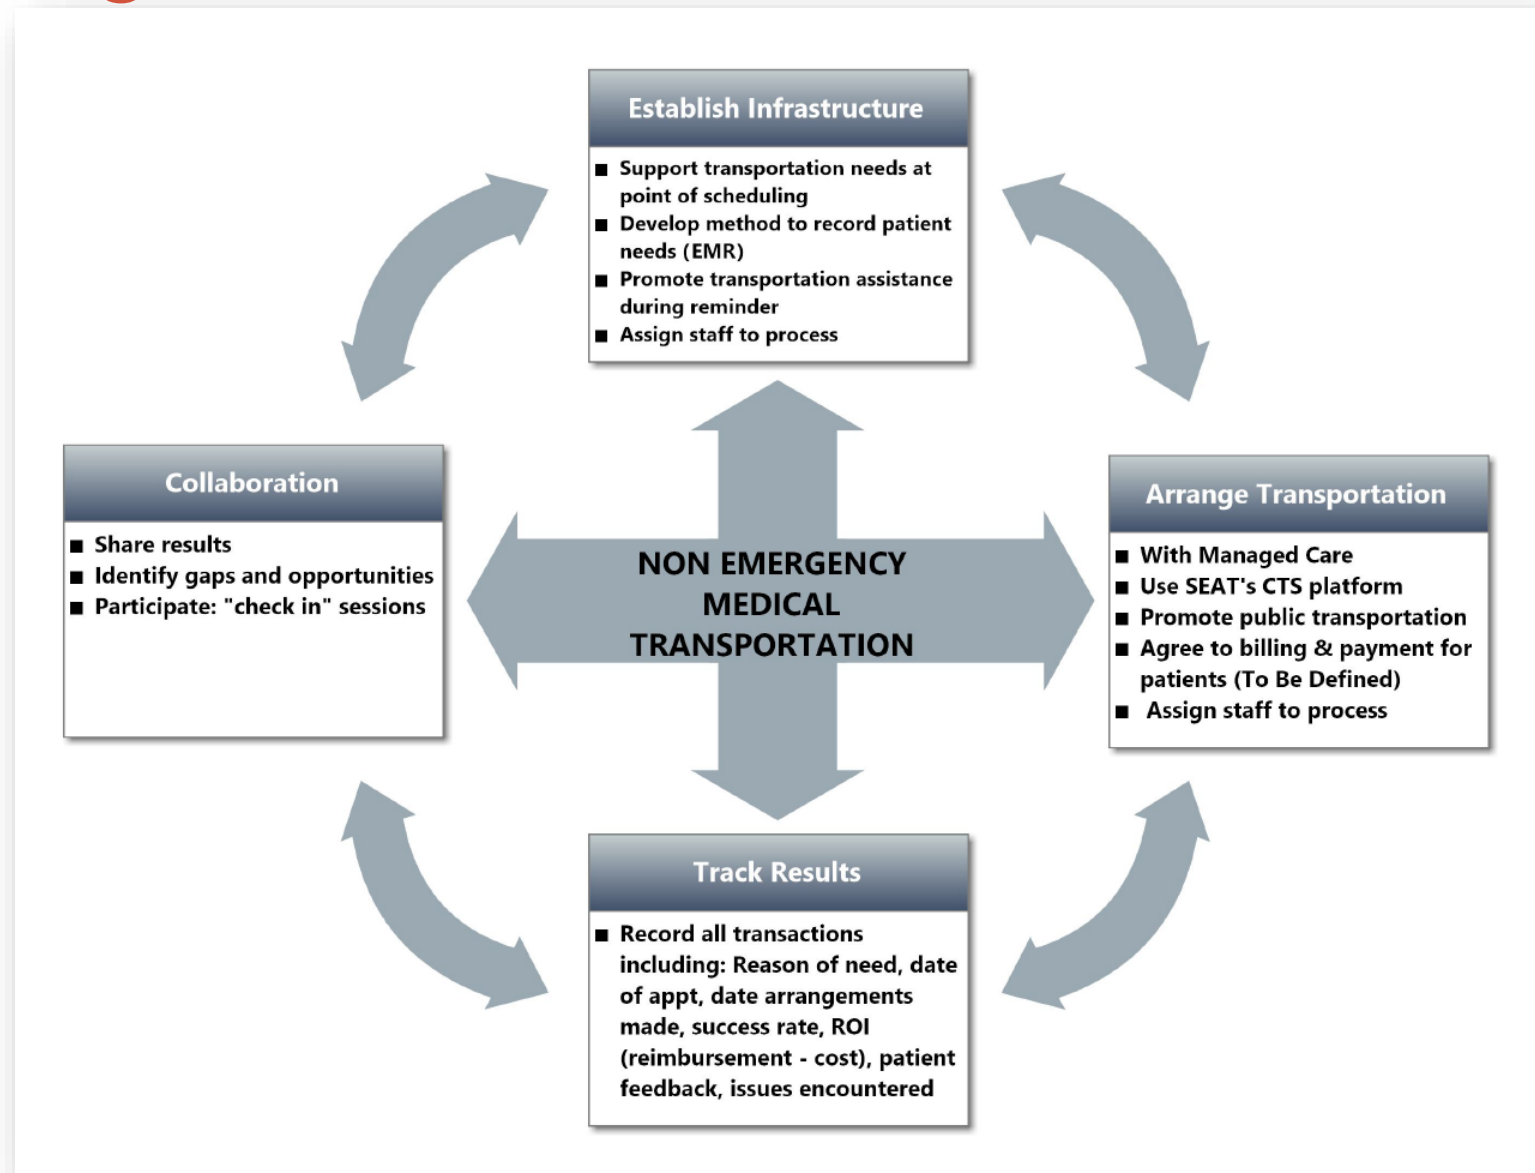 Establish Infrastructure
■ Support transportation needs at
point of scheduling
■ Develop method to record patient
needs (EMR)
■ Promote transportation assistance
during reminder
■ Assign staff to process
Collaboration
■ Share results
■ Identify gaps and opportunities
■ Participate: "check in" sessions
NON EMERGENCY
MEDICAL
TRANSPORTATION
Arrange Transportation
■ With Managed Care
■ Use SEAT's CTS platform
■ Promote public transportation
■ Agree to billing & payment for
patients (To Be Defined)
■ Assign staff to process
Track Results
■ Record all transactions
including: Reason of need, date
of appt, date arrangements
made, success rate, ROI
(reimbursement - cost), patient
feedback, issues encountered